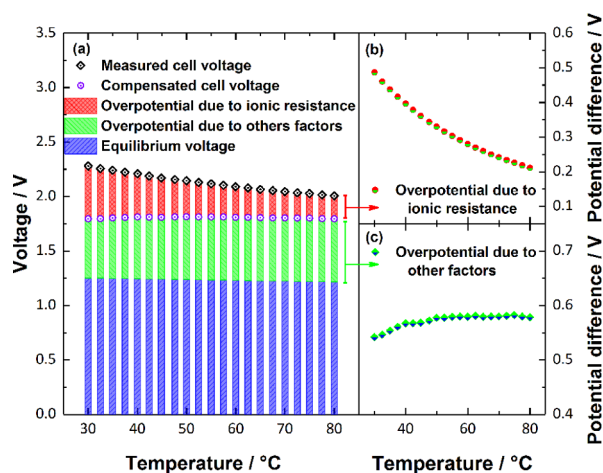 (a)
Measured cell voltage
Compensated cell voltage
Overpotential due to ionic resistance
Overpotential due to others factors
Equilibrium voltage
3.5
3.0
2.5
2.0
1.5
1.0
0.5
0.0
Voltage / V
30 40 50 60 70 80
Temperature / °C
(b)
Overpotential due to
ionic resistance
0.6
0.5
0.4
0.3
0.2
0.1
Potential difference / V
(c)
Overpotential due to
other factors
0.7
0.6
0.5
0.4
Potential difference / V
40 60 80
Temperature / °C